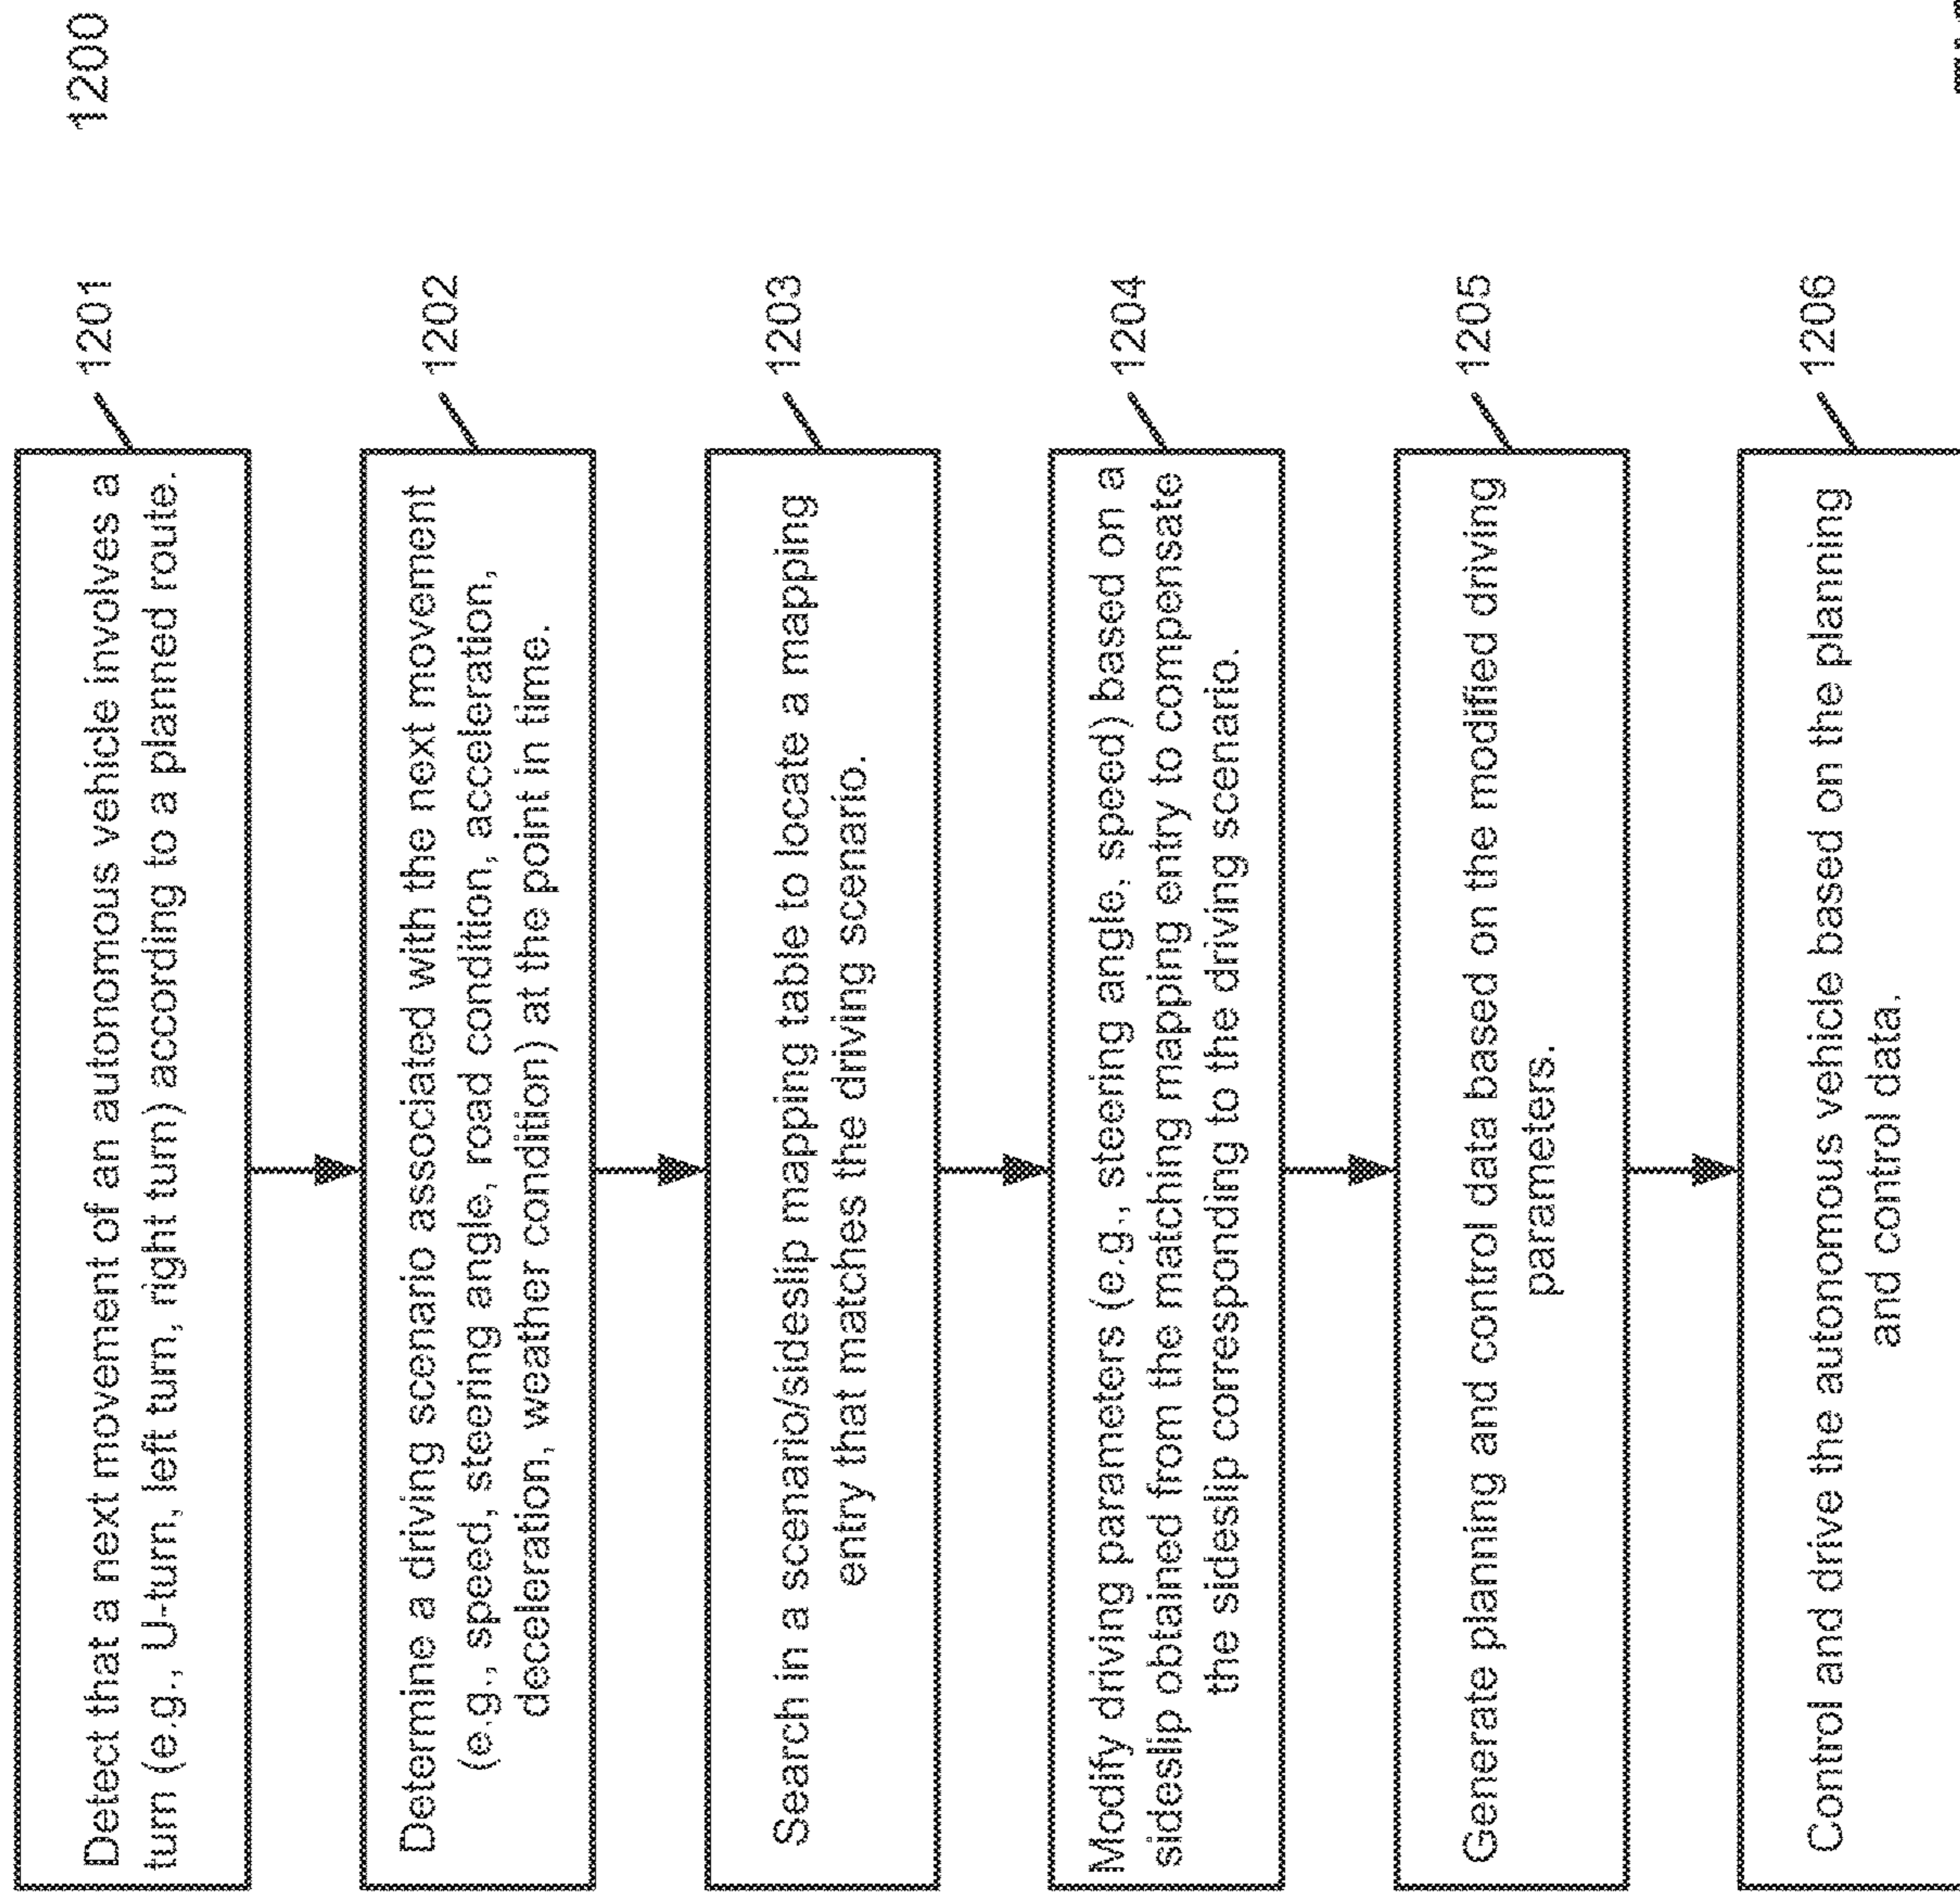 1200
1201
Detect that a next movement of an autonomous vehicle involves a
turn (e.g., U-turn, left turn, right turn) according to a planned route.
1202
Determine a driving scenario associated with the next movement
(e.g., speed, steering angle, road condition, acceleration,
deceleration, weather condition) at the point in time.
1203
Search in a scenario/sideslip mapping table to locate a mapping
entry that matches the driving scenario.
1204
Modify driving parameters (e.g., steering angle, speed) based on a
sideslip obtained from the matching mapping entry to compensate
the sideslip corresponding to the driving scenario.
1205
Generate planning and control data based on the modified driving
parameters.
1206
Control and drive the autonomous vehicle based on the planning
and control data.